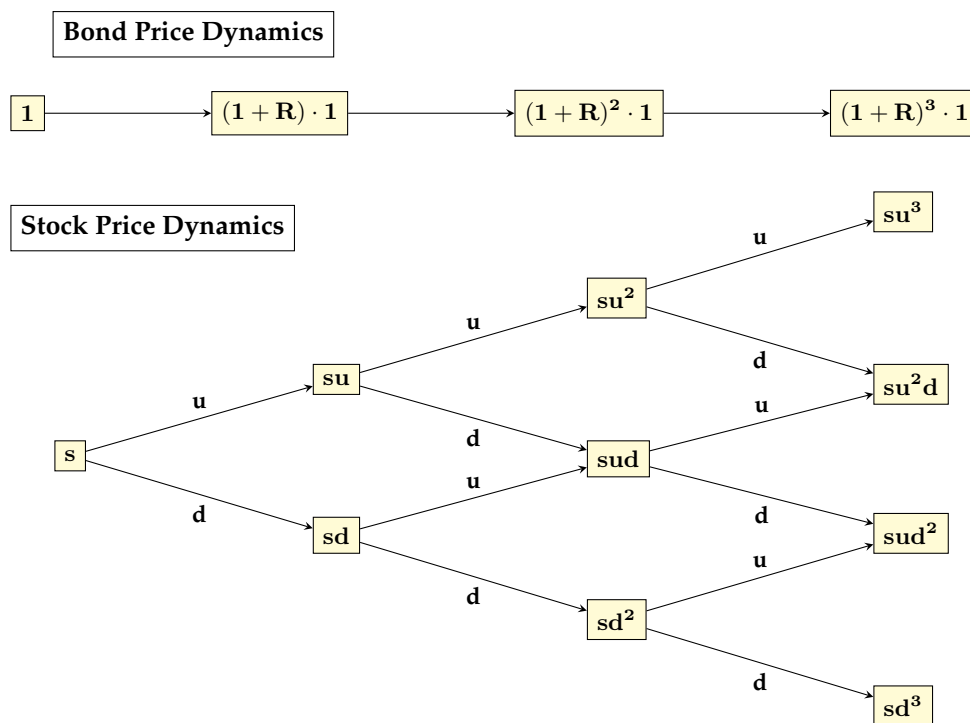 Bond Price Dynamics
1 (1 + R) · 1 (1 + R)² · 1 (1 + R)³ · 1
Stock Price Dynamics
su³
u
su²
u
d
su
su²d
u
u
d
s
sud
u
d
d
sd
sud²
u
d
sd²
d
sd³